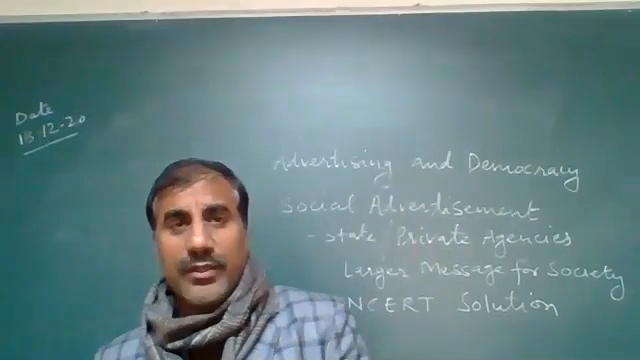 Date
18-12-20
Advertising and Democracy
Social Advertisement
- State / Private Agencies
Larger Message for Society
NCERT Solution